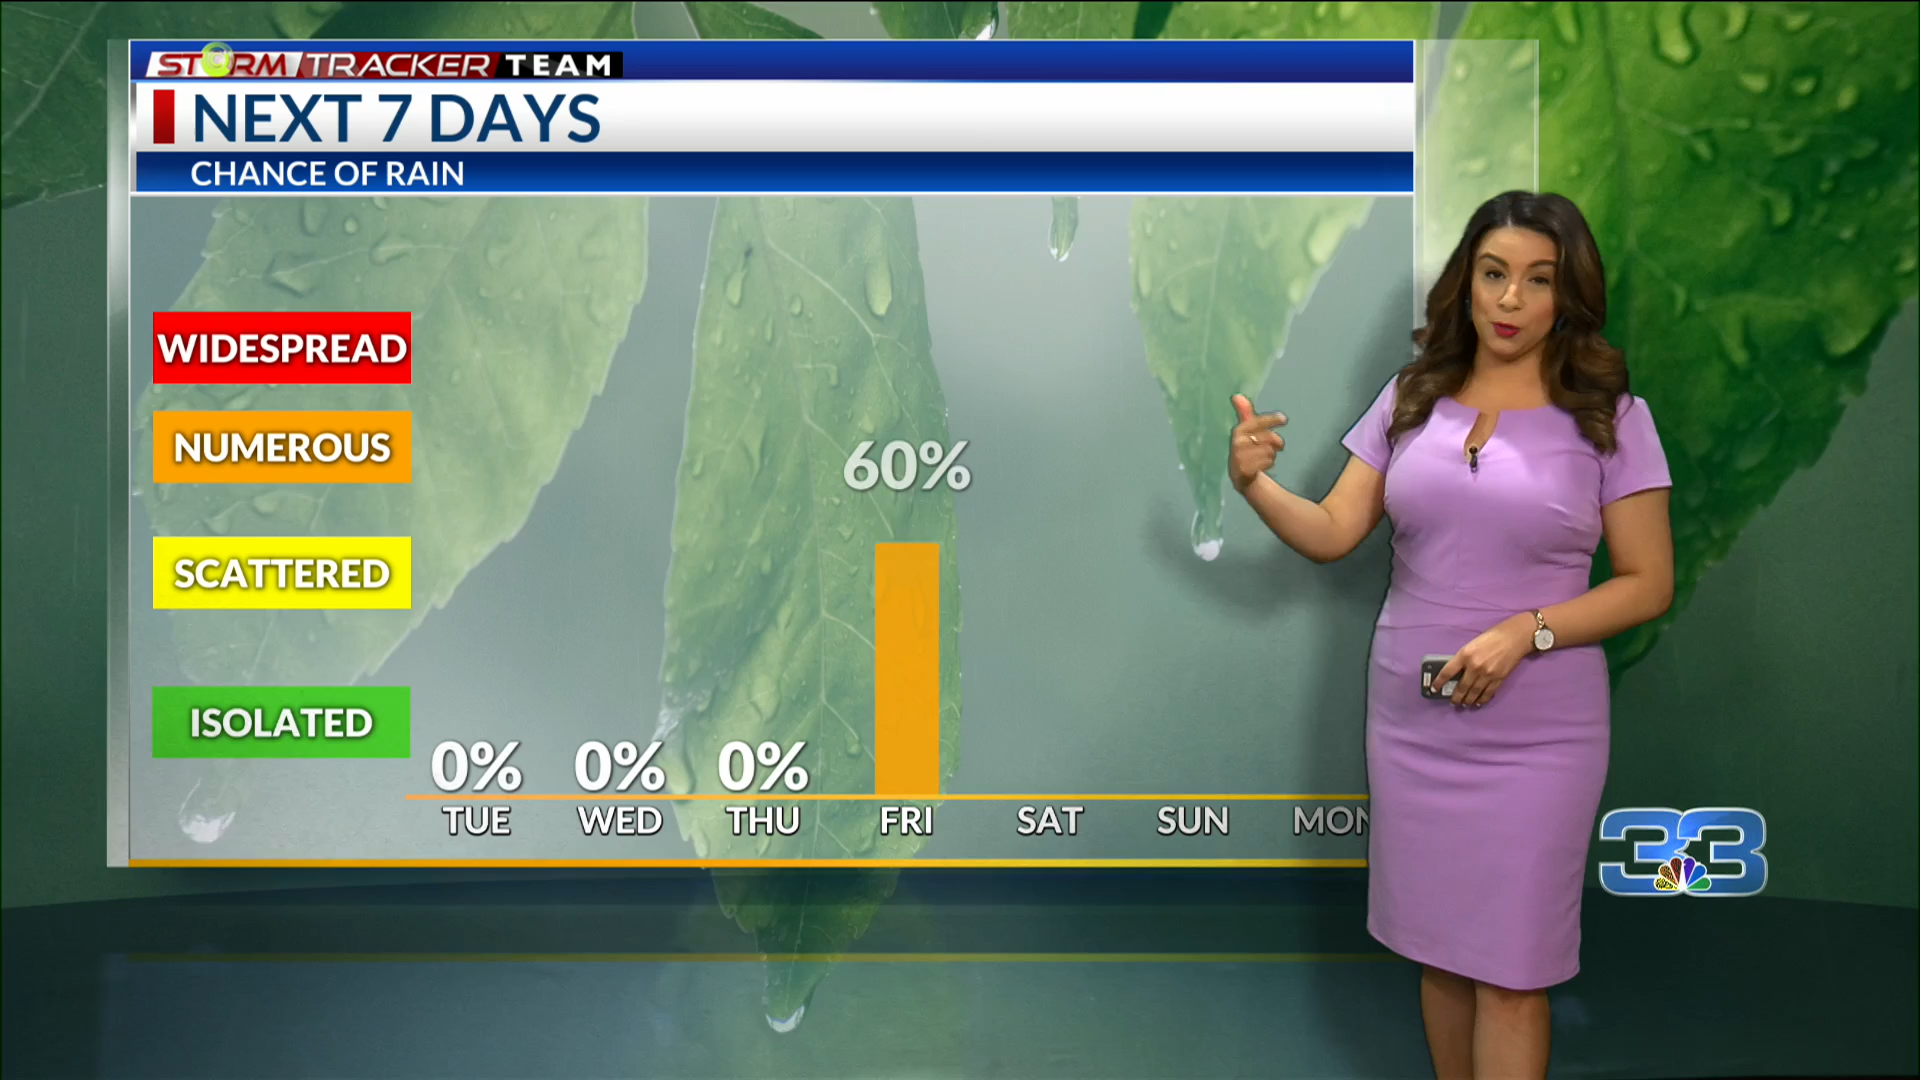 STORM TRACKER TEAM
NEXT 7 DAYS
CHANCE OF RAIN
WIDESPREAD
NUMEROUS
SCATTERED
ISOLATED
60%
0% 0% 0%
TUE WED THU FRI SAT SUN MON
33